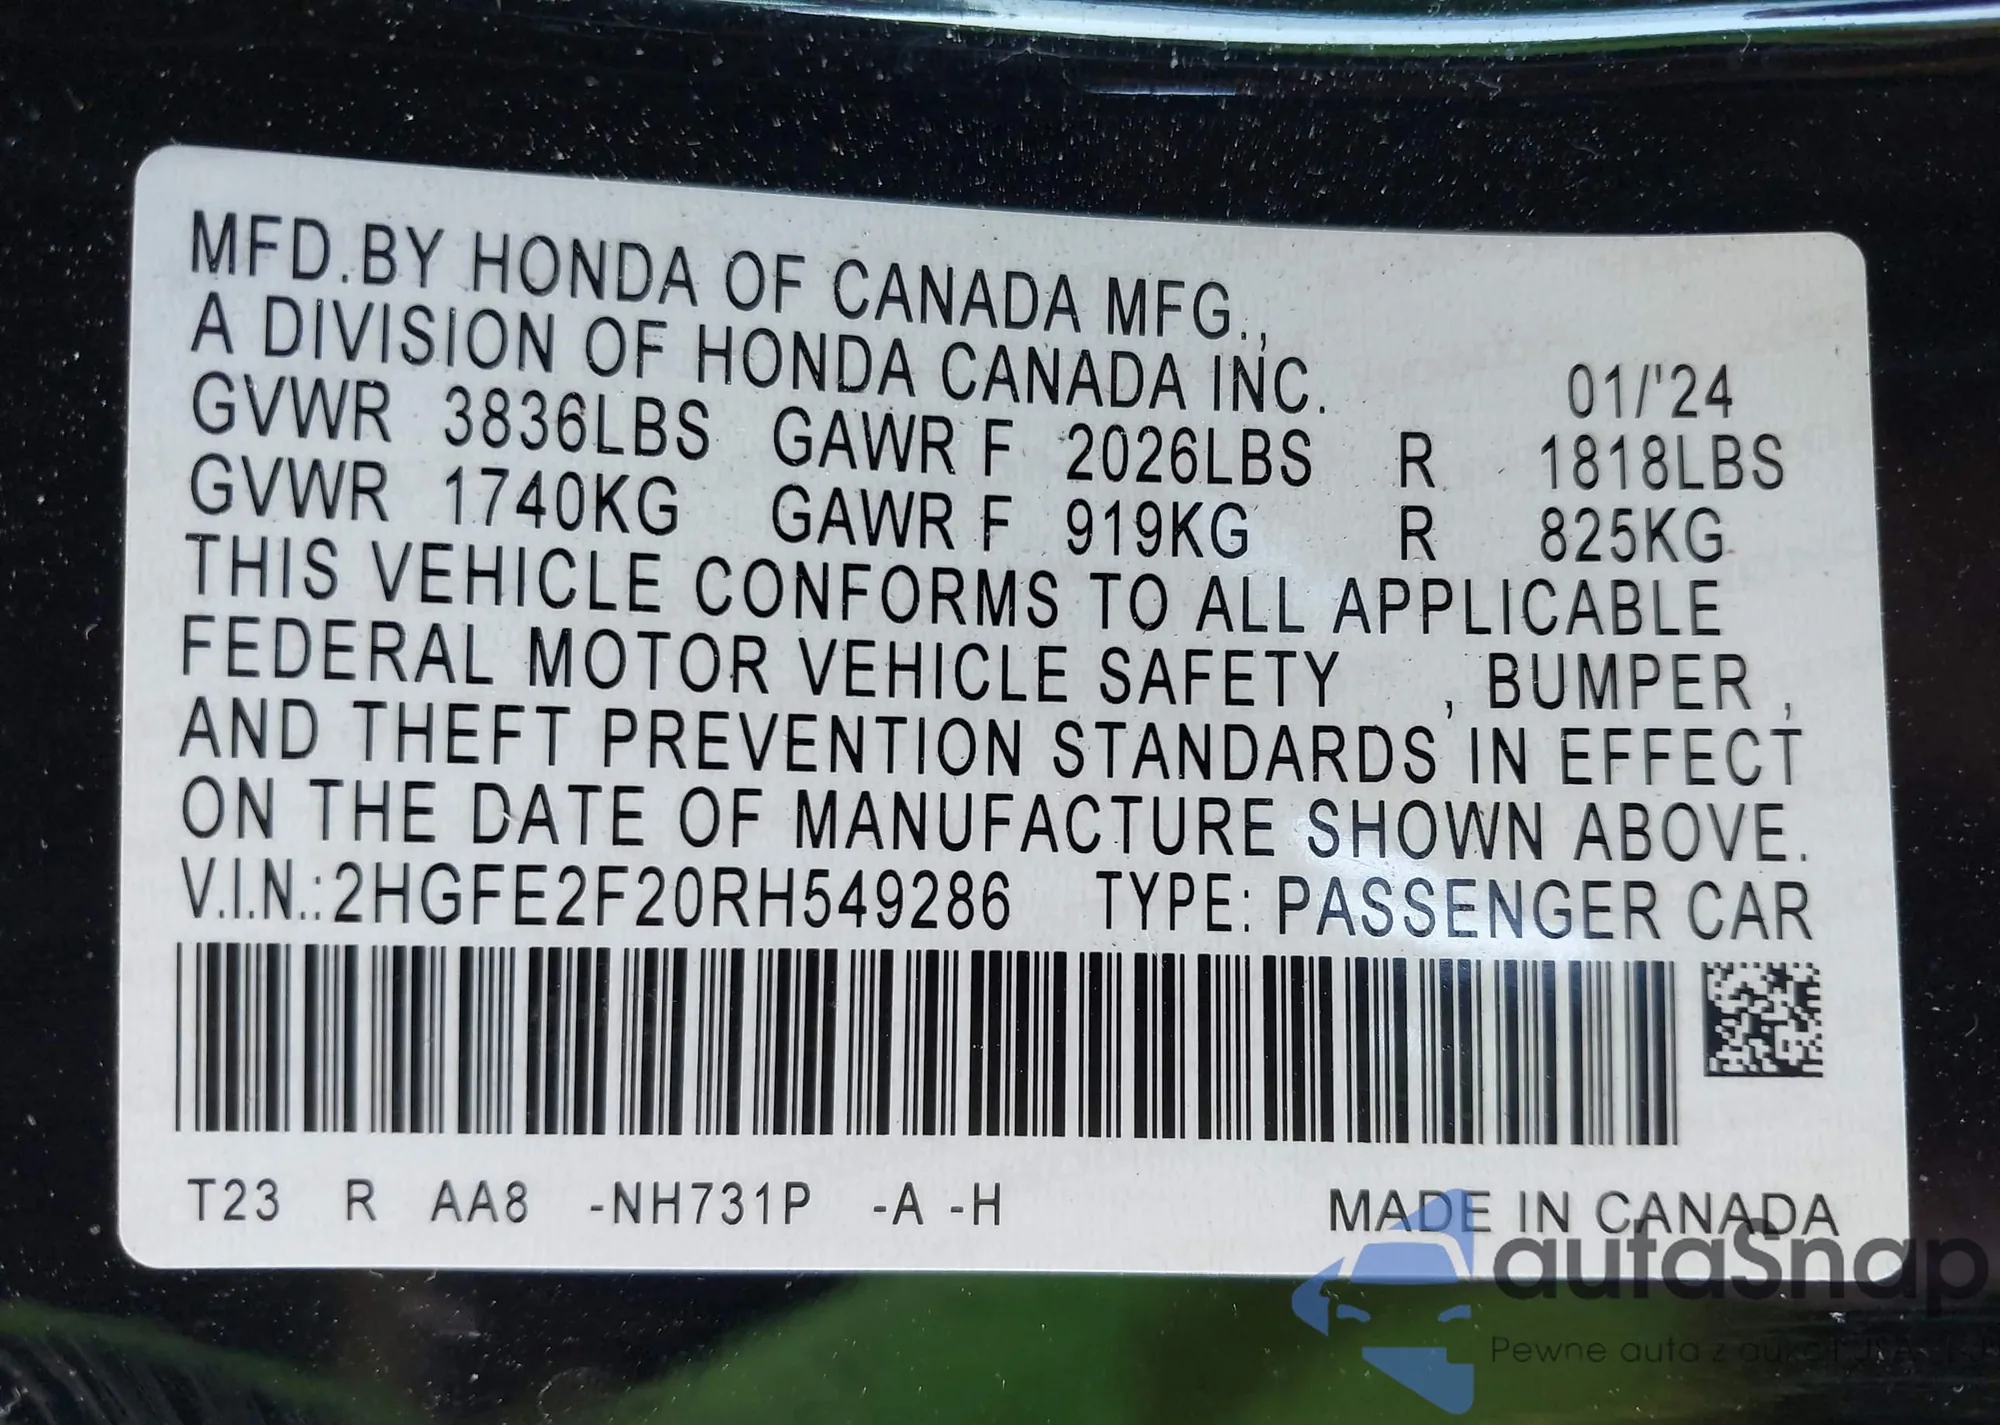 MFD.BY HONDA OF CANADA MFG.,
A DIVISION OF HONDA CANADA INC. 01/'24
GVWR 3836LBS GAWR F 2026LBS R 1818LBS
GVWR 1740KG GAWR F 919KG R 825KG
THIS VEHICLE CONFORMS TO ALL APPLICABLE
FEDERAL MOTOR VEHICLE SAFETY , BUMPER ,
AND THEFT PREVENTION STANDARDS IN EFFECT
ON THE DATE OF MANUFACTURE SHOWN ABOVE.
V.I.N.:2HGFE2F20RH549286 TYPE: PASSENGER CAR
T23 R AA8 -NH731P -A -H MADE IN CANADA
autaSnap
Pewne auta z aukcji